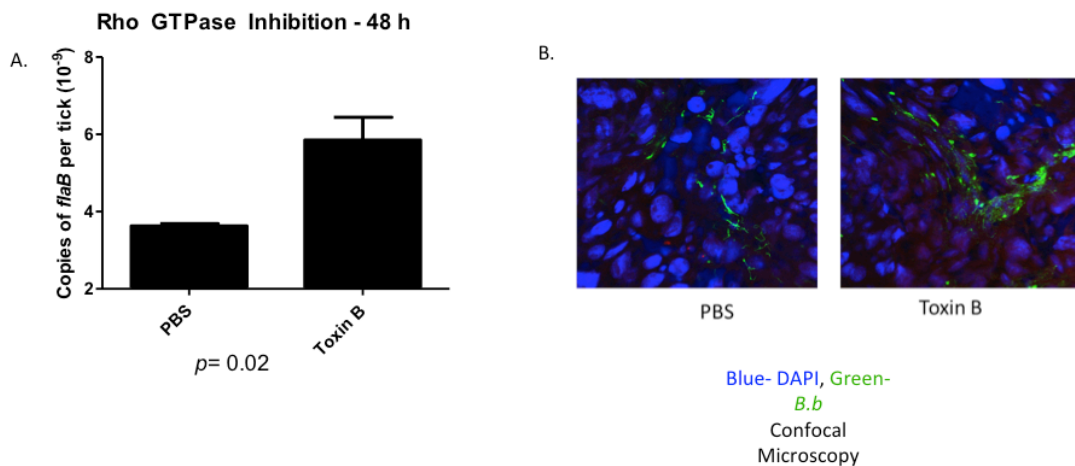 Rho GTPase Inhibition - 48 h
A.
Copies of flaB per tick (10⁻⁹)
8
6
4
2
PBS
Toxin B
p= 0.02
B.
PBS
Toxin B
Blue- DAPI, Green-
B.b
Confocal
Microscopy